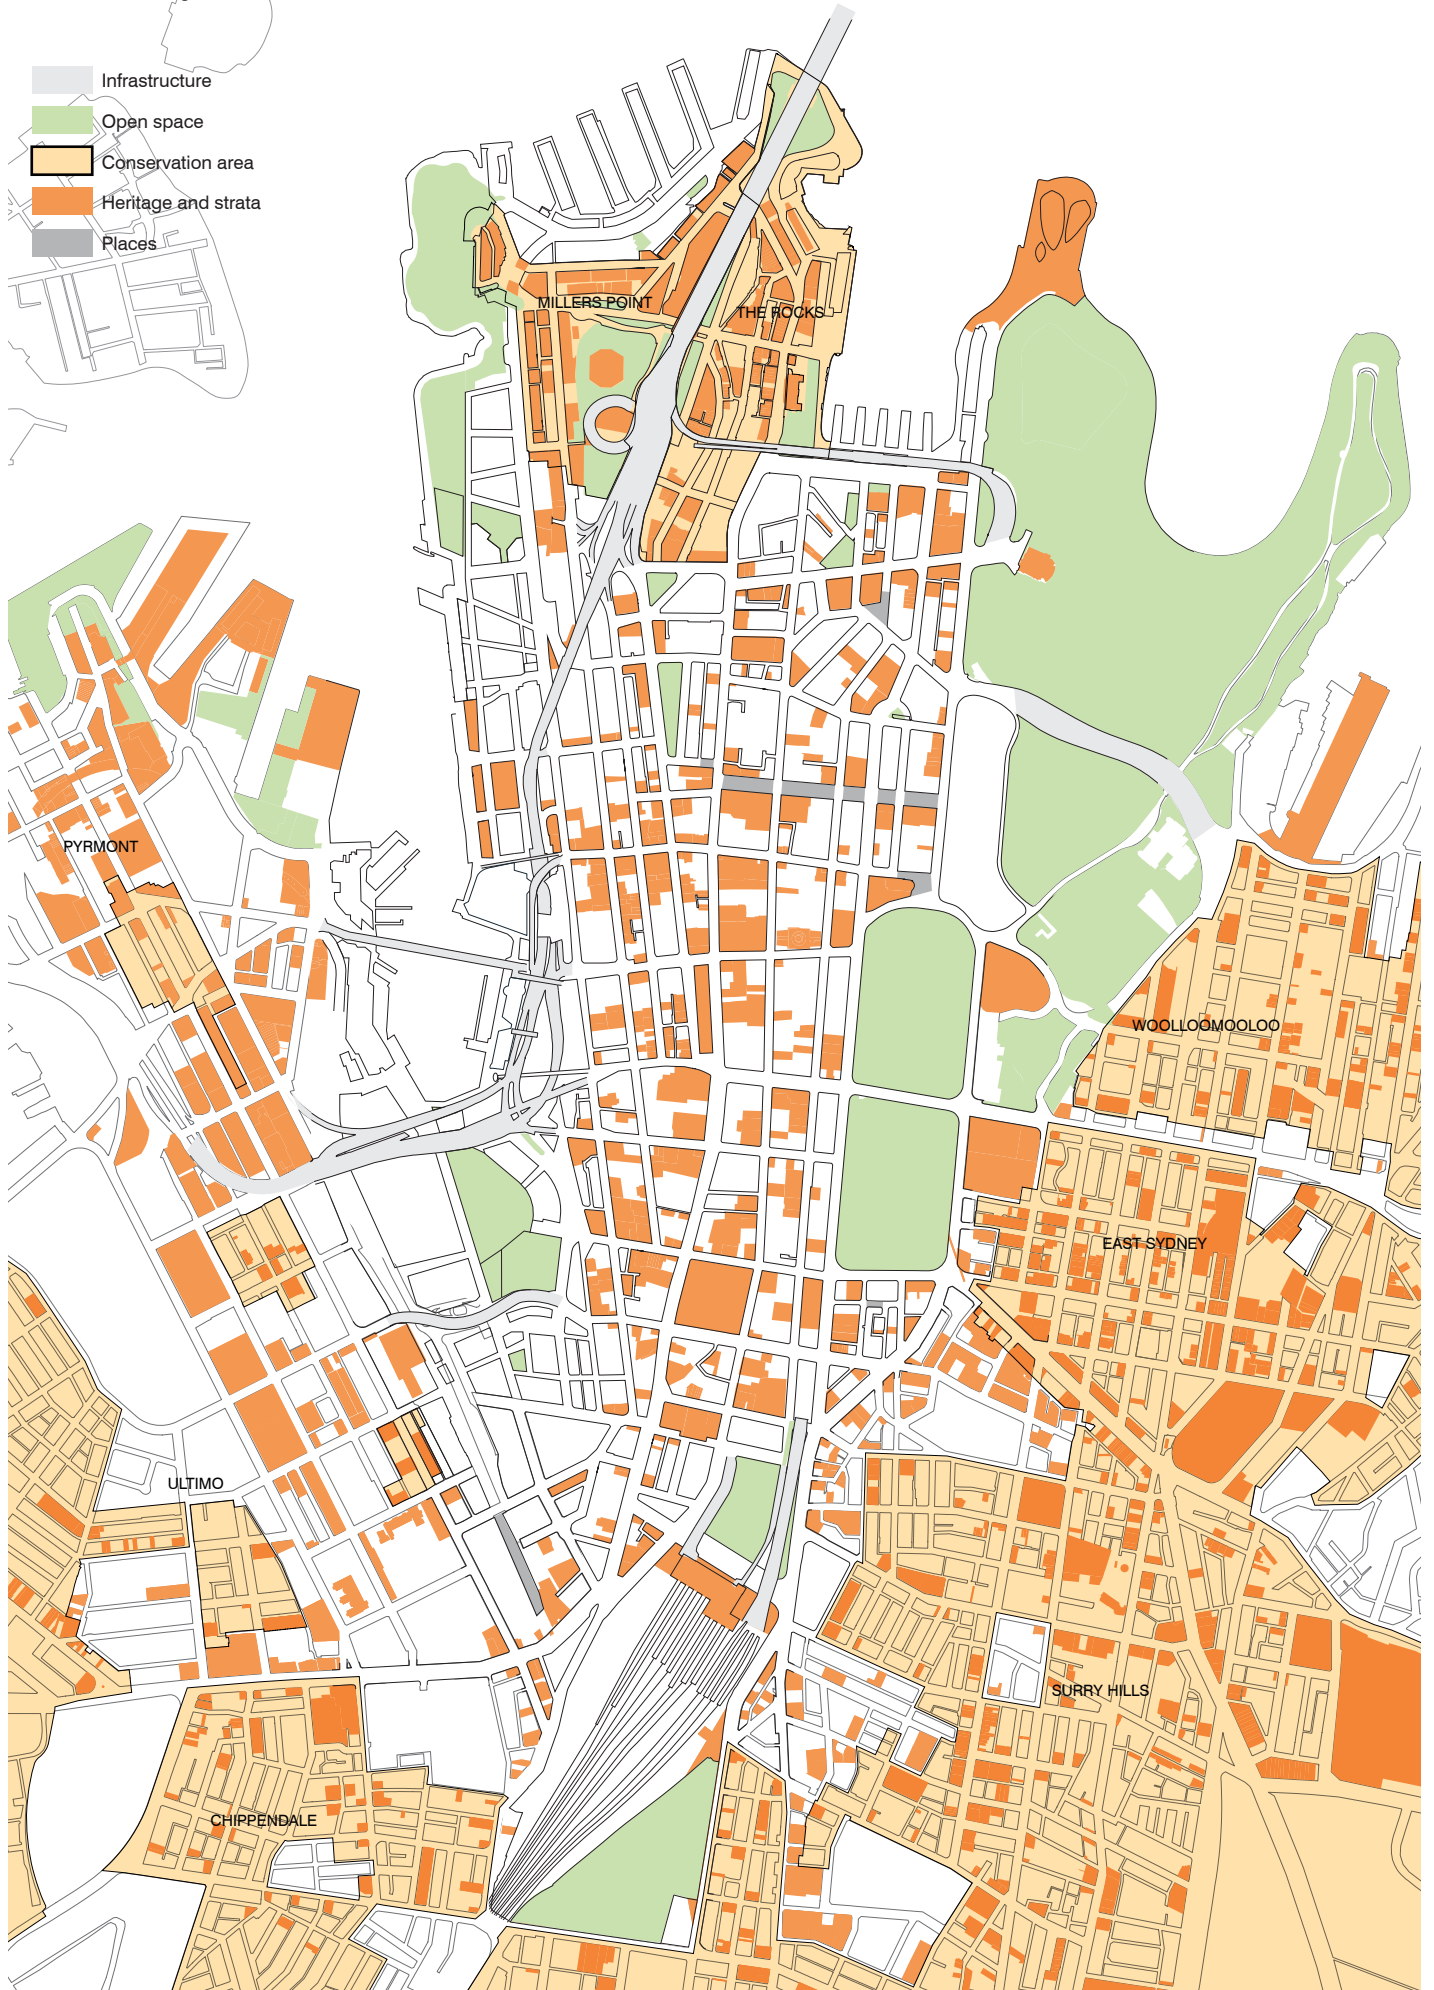 Infrastructure
Open space
Conservation area
Heritage and strata
Places
MILLERS POINT
THE ROCKS
PYRMONT
WOOLLOOMOOLOO
EAST SYDNEY
ULTIMO
SURRY HILLS
CHIPPENDALE